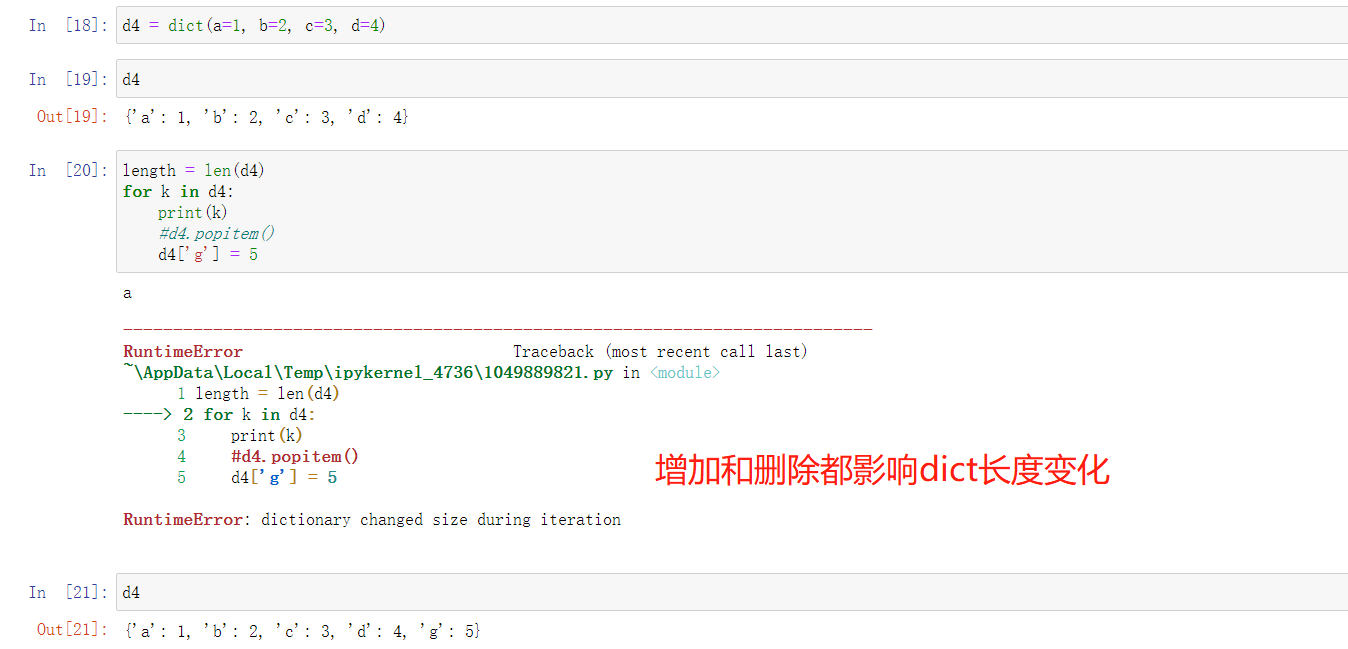 In [18]: d4 = dict(a=1, b=2, c=3, d=4)
In [19]: d4
Out[19]: {'a': 1, 'b': 2, 'c': 3, 'd': 4}
In [20]: length = len(d4)
for k in d4:
    print(k)
    #d4.popitem()
    d4['g'] = 5
a
---------------------------------------------------------------------------
RuntimeError                              Traceback (most recent call last)
~\AppData\Local\Temp\ipykernel_4736\1049889821.py in <module>
      1 length = len(d4)
----> 2 for k in d4:
      3     print(k)
      4     #d4.popitem()
      5     d4['g'] = 5
增加和删除都影响dict长度变化
RuntimeError: dictionary changed size during iteration
In [21]: d4
Out[21]: {'a': 1, 'b': 2, 'c': 3, 'd': 4, 'g': 5}